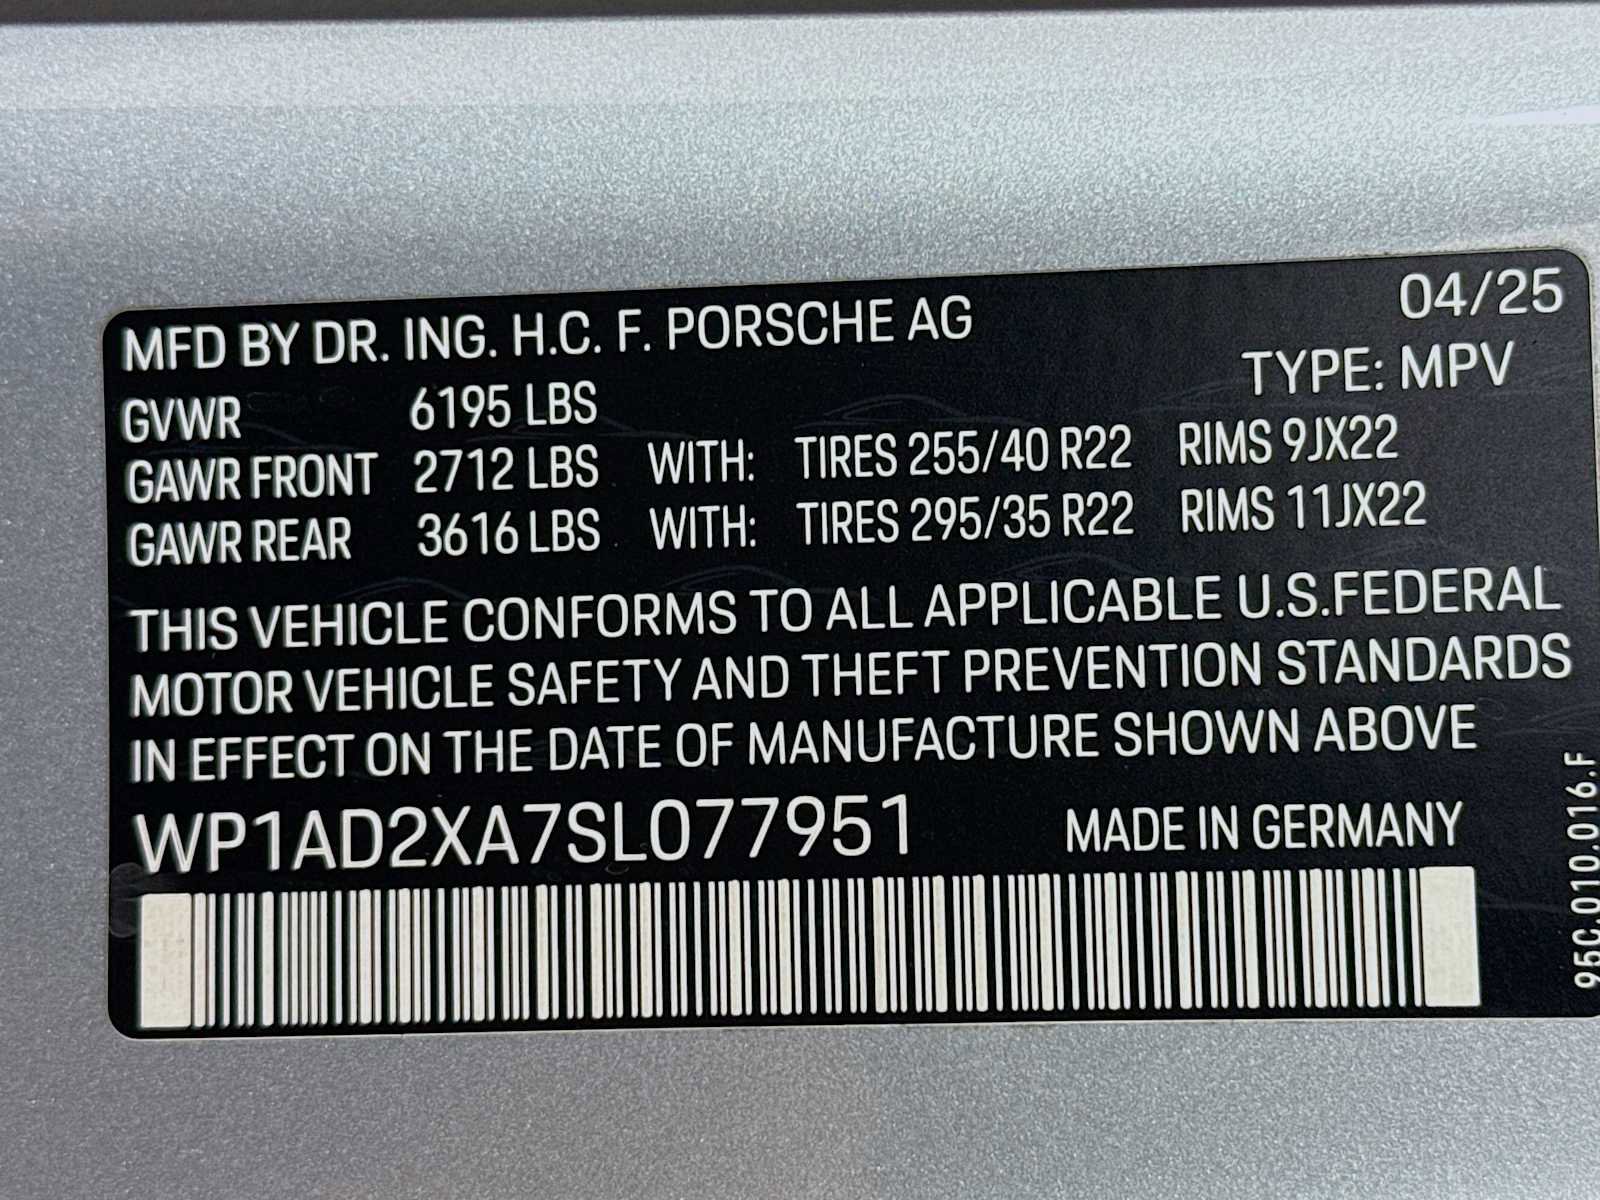 04/25
MFD BY DR. ING. H.C. F. PORSCHE AG
TYPE: MPV
GVWR 6195 LBS
GAWR FRONT 2712 LBS WITH: TIRES 255/40 R22 RIMS 9JX22
GAWR REAR 3616 LBS WITH: TIRES 295/35 R22 RIMS 11JX22
THIS VEHICLE CONFORMS TO ALL APPLICABLE U.S.FEDERAL
MOTOR VEHICLE SAFETY AND THEFT PREVENTION STANDARDS
IN EFFECT ON THE DATE OF MANUFACTURE SHOWN ABOVE
WP1AD2XA7SL077951 MADE IN GERMANY
95C.010.016.F